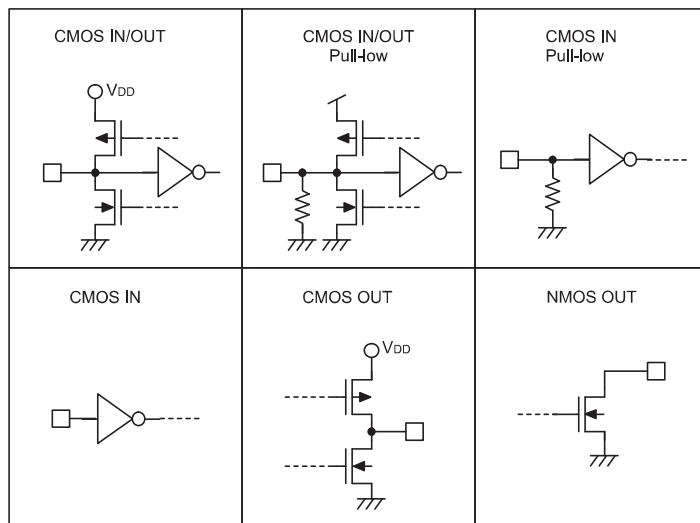 CMOS IN/OUT
VDD
CMOS IN/OUT
Pull-low
CMOS IN
Pull-low
CMOS IN
CMOS OUT
VDD
NMOS OUT